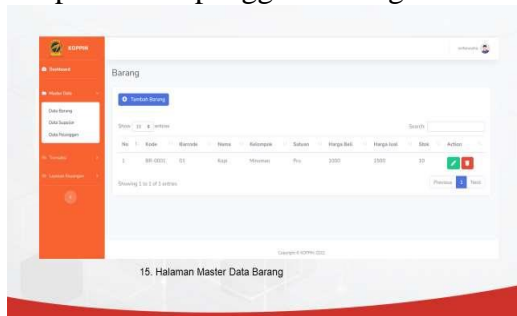 KOPPIN
Dashboard
Barang
Master Data
Tambah Barang
Data Barang
Data Supplier
Data Pelanggan
Show 10 entries
Search
No Kode Barcode Nama Kelompok Satuan Harga Beli Harga Jual Stok Action
1 BR-0001 01 Kopi Minuman Pcs 2000 2500 10
Transaksi
Laporan Keuangan
Showing 1 to 1 of 1 entries
Previous 1 Next
Copyright © KOPPIN 2022
15. Halaman Master Data Barang